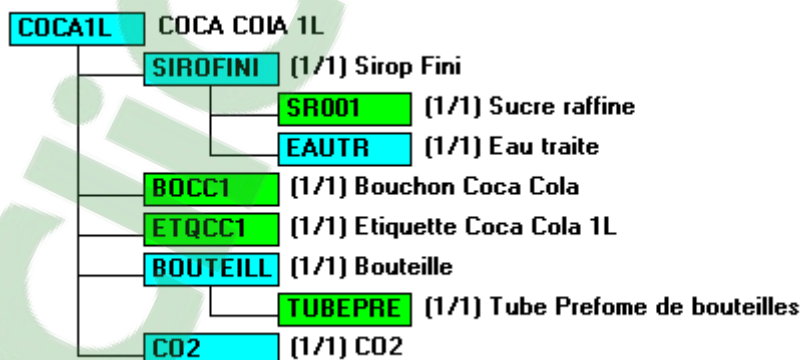 COCA1L COCA COlA 1L
SIROFINI (1/1) Sirop Fini
SR001 (1/1) Sucre raffine
EAUTR (1/1) Eau traite
BOCC1 (1/1) Bouchon Coca Cola
ETQCC1 (1/1) Etiquette Coca Cola 1L
BOUTEILL (1/1) Bouteille
TUBEPRE (1/1) Tube Prefome de bouteilles
CO2 (1/1) CO2